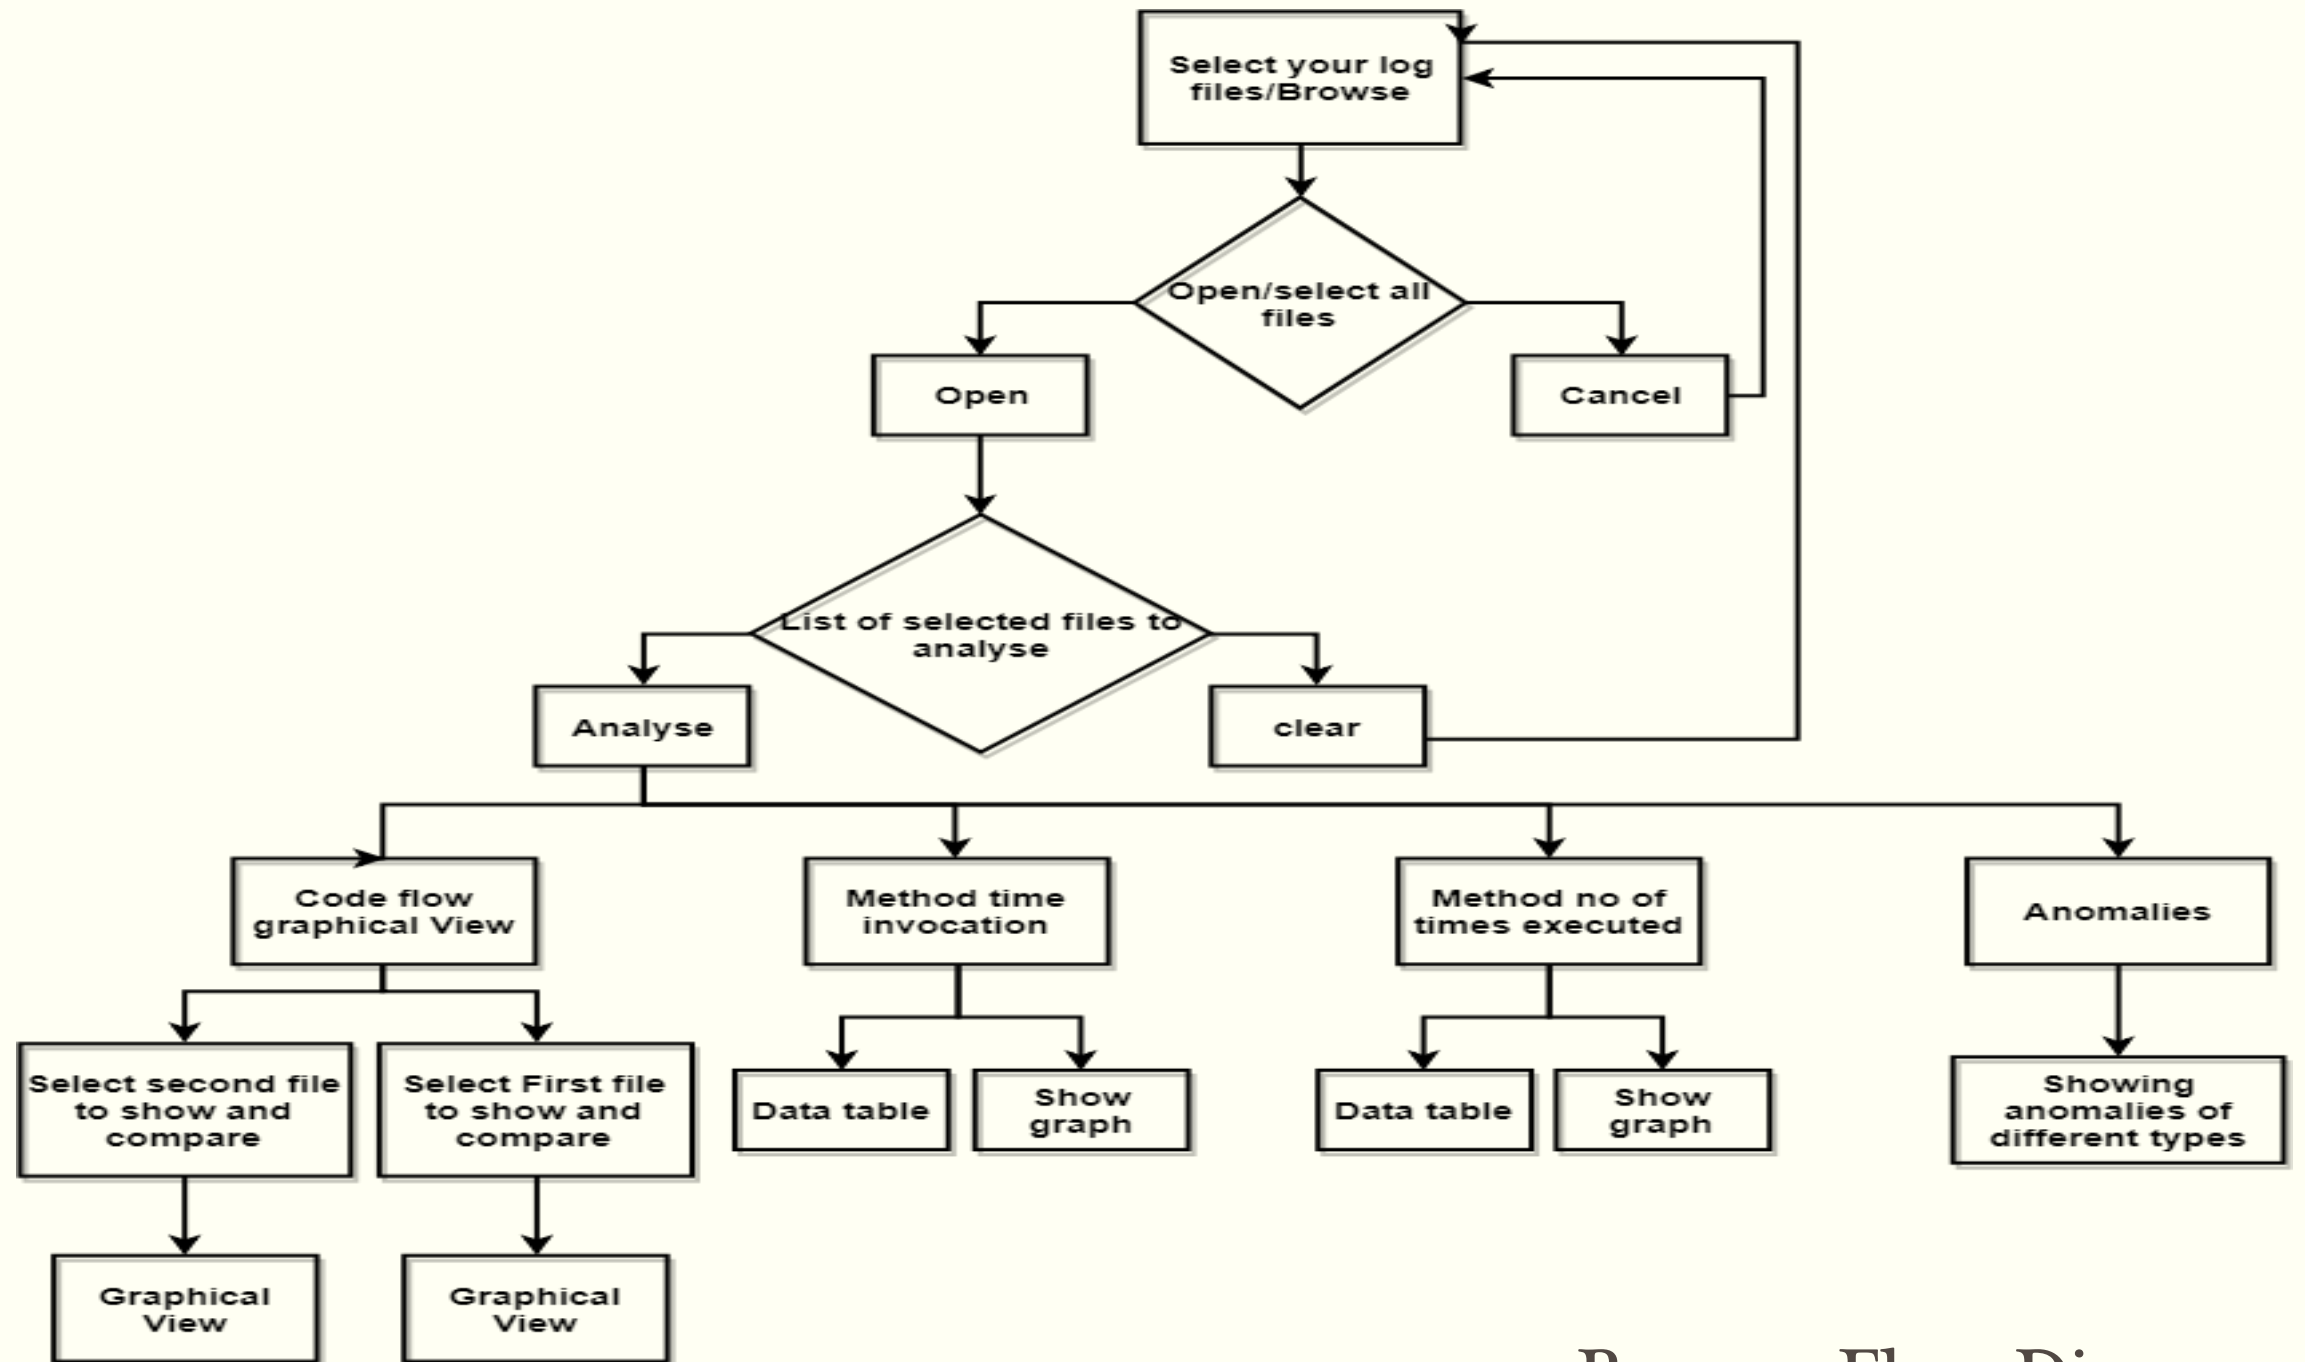 Select your log
files/Browse
Open/select all
files
Open
Cancel
List of selected files to
analyse
Analyse
clear
Code flow
graphical View
Method time
invocation
Method no of
times executed
Anomalies
Select second file
to show and
compare
Select First file
to show and
compare
Data table
Show
graph
Data table
Show
graph
Showing
anomalies of
different types
Graphical
View
Graphical
View